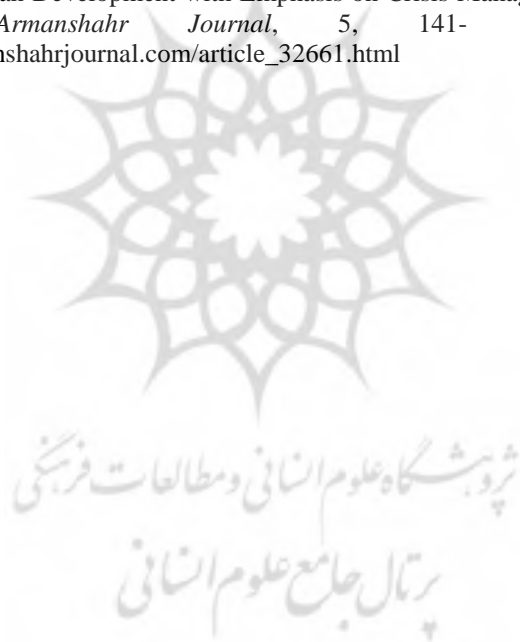 an Development with Emphasis on Crisis Manag
Armanshahr Journal, 5, 141-
nshahrjournal.com/article_32661.html
پژوهشگاه علوم انسانی و مطالعات فرهنگی
پرتال جامع علوم انسانی